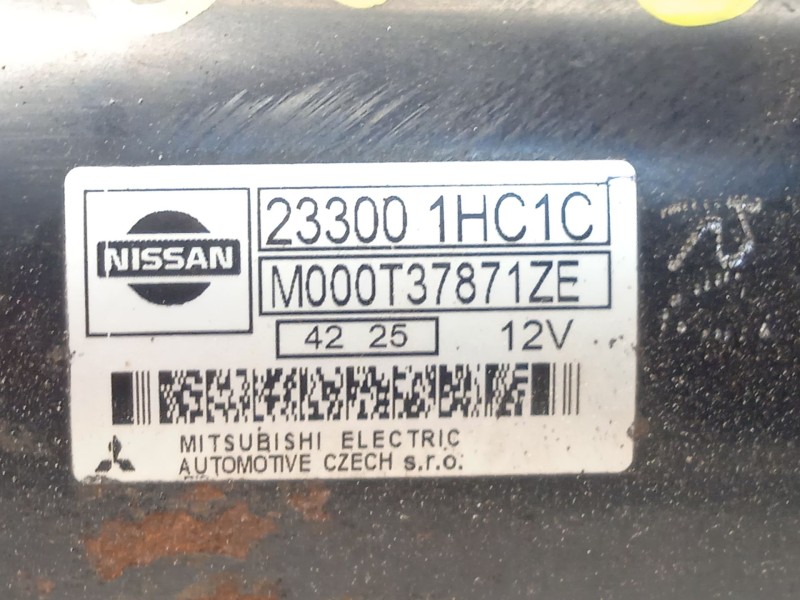 NISSAN
23300 1HC1C
M000T37871ZE
42 25 12V
MITSUBISHI ELECTRIC
AUTOMOTIVE CZECH s.r.o.